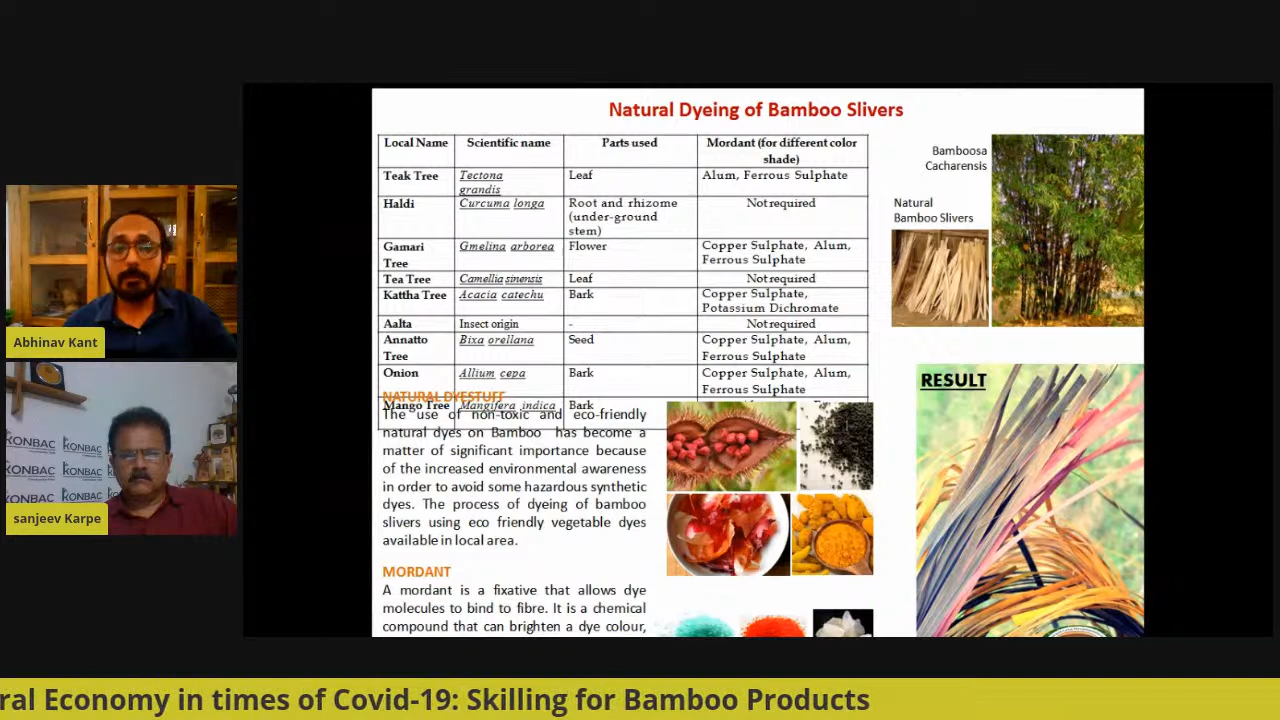 Natural Dyeing of Bamboo Slivers
Local Name Scientific name Parts used Mordant (for different color
shade)
Teak Tree Tectona grandis Leaf Alum, Ferrous Sulphate
Haldi Curcuma longa Root and rhizome
(under-ground
stem)
Not required
Gamari
Tree
Gmelina arborea Flower Copper Sulphate, Alum,
Ferrous Sulphate
Tea Tree Camellia sinensis Leaf Not required
Kattha Tree Acacia catechu Bark Copper Sulphate,
Potassium Dichromate
Aalta Insect origin - Not required
Annatto
Tree
Bixa orellana Seed Copper Sulphate, Alum,
Ferrous Sulphate
Onion Allium cepa Bark Copper Sulphate, Alum,
Ferrous Sulphate
Mango Tree Mangifera indica Bark
NATURAL DYESTUFF
The use of non-toxic and eco-friendly
natural dyes on Bamboo has become a
matter of significant importance because
of the increased environmental awareness
in order to avoid some hazardous synthetic
dyes. The process of dyeing of bamboo
slivers using eco friendly vegetable dyes
available in local area.
MORDANT
A mordant is a fixative that allows dye
molecules to bind to fibre. It is a chemical
compound that can brighten a dye colour,
Bamboosa
Cacharensis
Natural
Bamboo Slivers
RESULT
Abhinav Kant
KONBAC KONBAC
KONBAC
KONBAC
sanjeev Karpe
ral Economy in times of Covid-19: Skilling for Bamboo Products